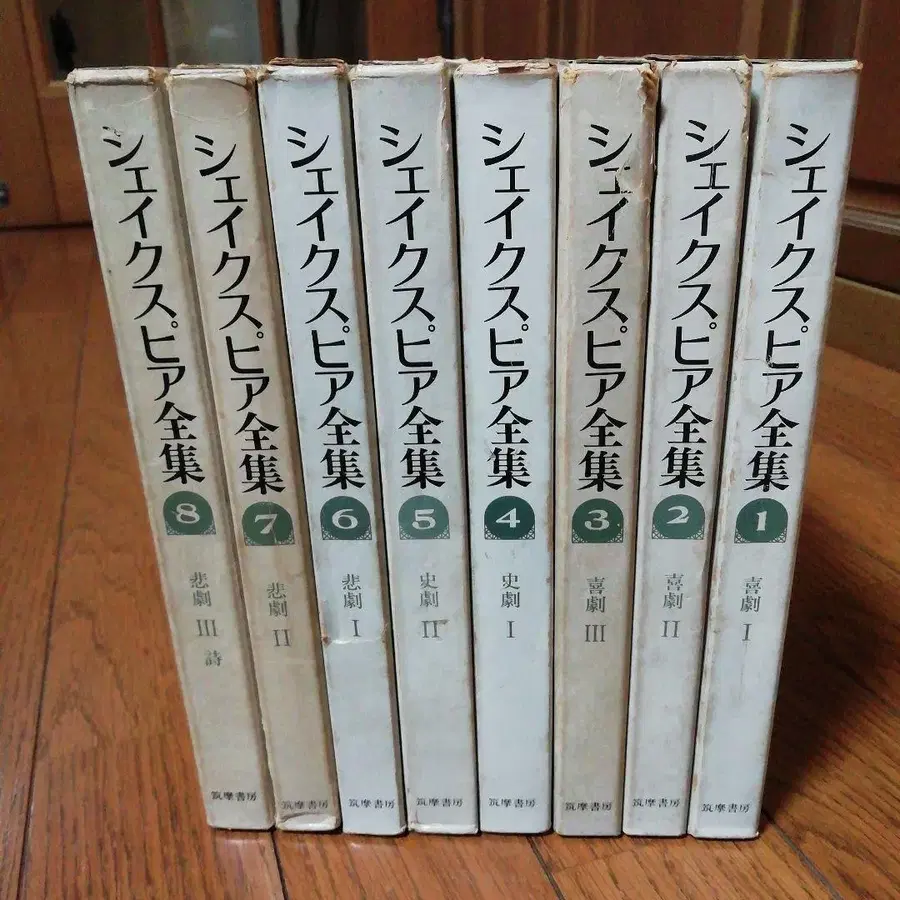 シェイクスピア全集
8
悲劇 III 詩
筑摩書房
シェイクスピア全集
7
悲劇 II
筑摩書房
シェイクスピア全集
6
悲劇 I
筑摩書房
シェイクスピア全集
5
史劇 II
筑摩書房
シェイクスピア全集
4
史劇 I
筑摩書房
シェイクスピア全集
3
喜劇 III
筑摩書房
シェイクスピア全集
2
喜劇 II
筑摩書房
シェイクスピア全集
1
喜劇 I
筑摩書房